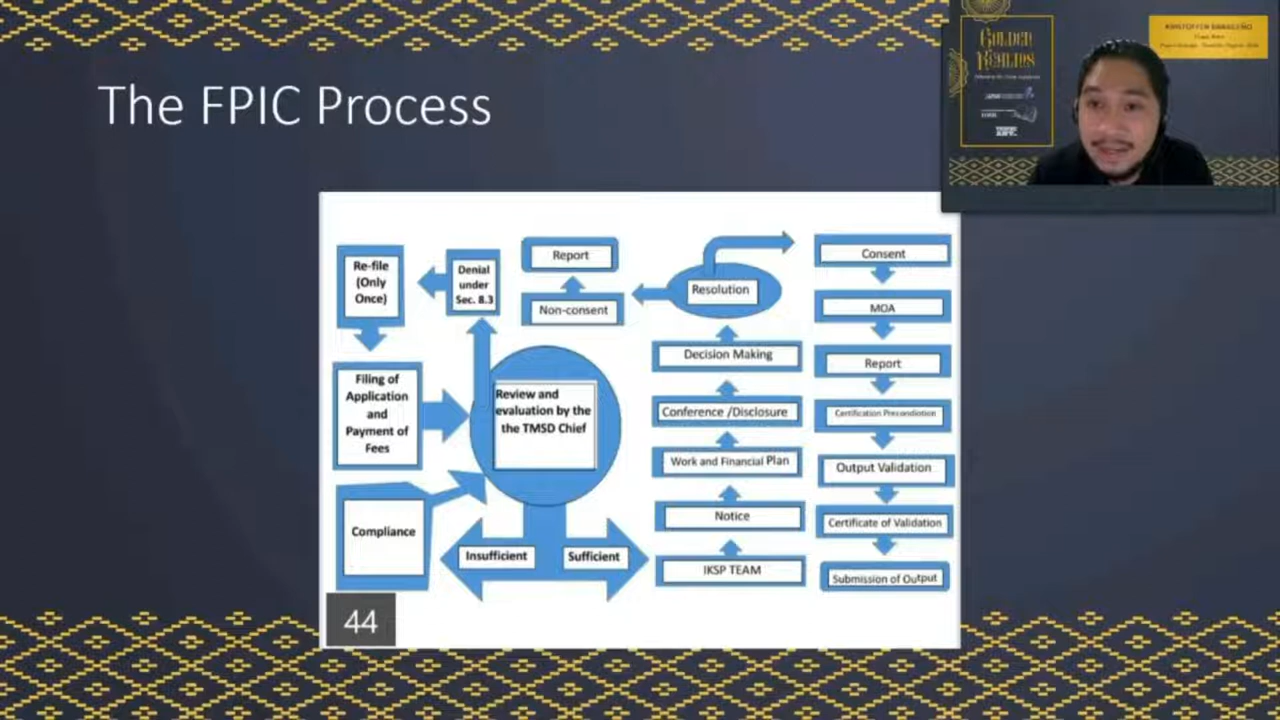 The FPIC Process
GOLDEN
Re-file
(Only
Once)
Denial
under
Sec. 8.3
Report
Non-consent
Resolution
Consent
MOA
Report
Certification Precondition
Output Validation
Certificate of Validation
Submission of Output
Decision Making
Conference /Disclosure
Work and Financial Plan
Notice
IKSP TEAM
Filing of
Application
and
Payment of
Fees
Review and
evaluation by the
the TMSD Chief
Compliance
Insufficient
Sufficient
44